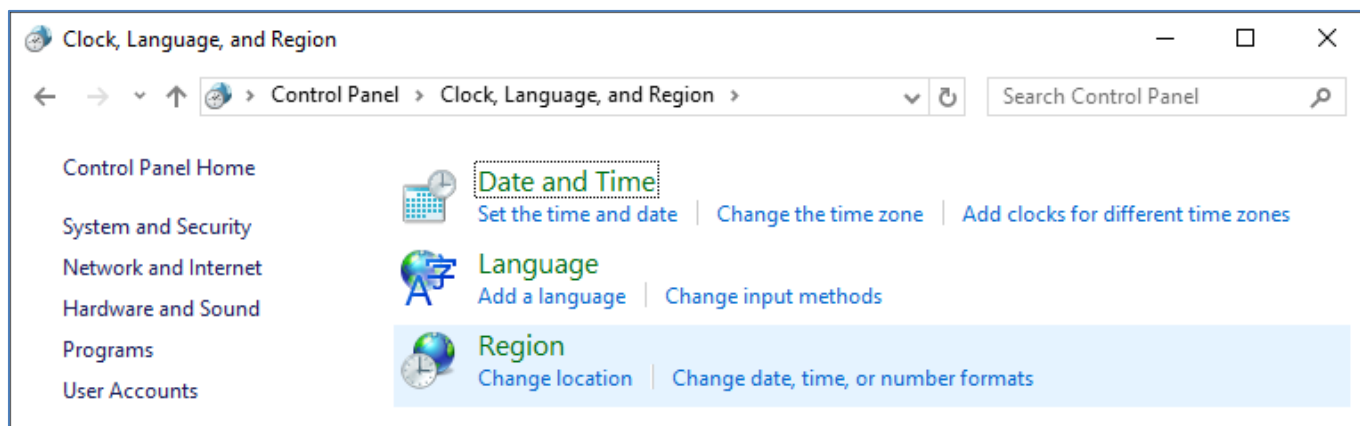 Clock, Language, and Region
Control Panel > Clock, Language, and Region >
Search Control Panel
Control Panel Home
System and Security
Network and Internet
Hardware and Sound
Programs
User Accounts
Date and Time
Set the time and date | Change the time zone | Add clocks for different time zones
Language
Add a language | Change input methods
Region
Change location | Change date, time, or number formats